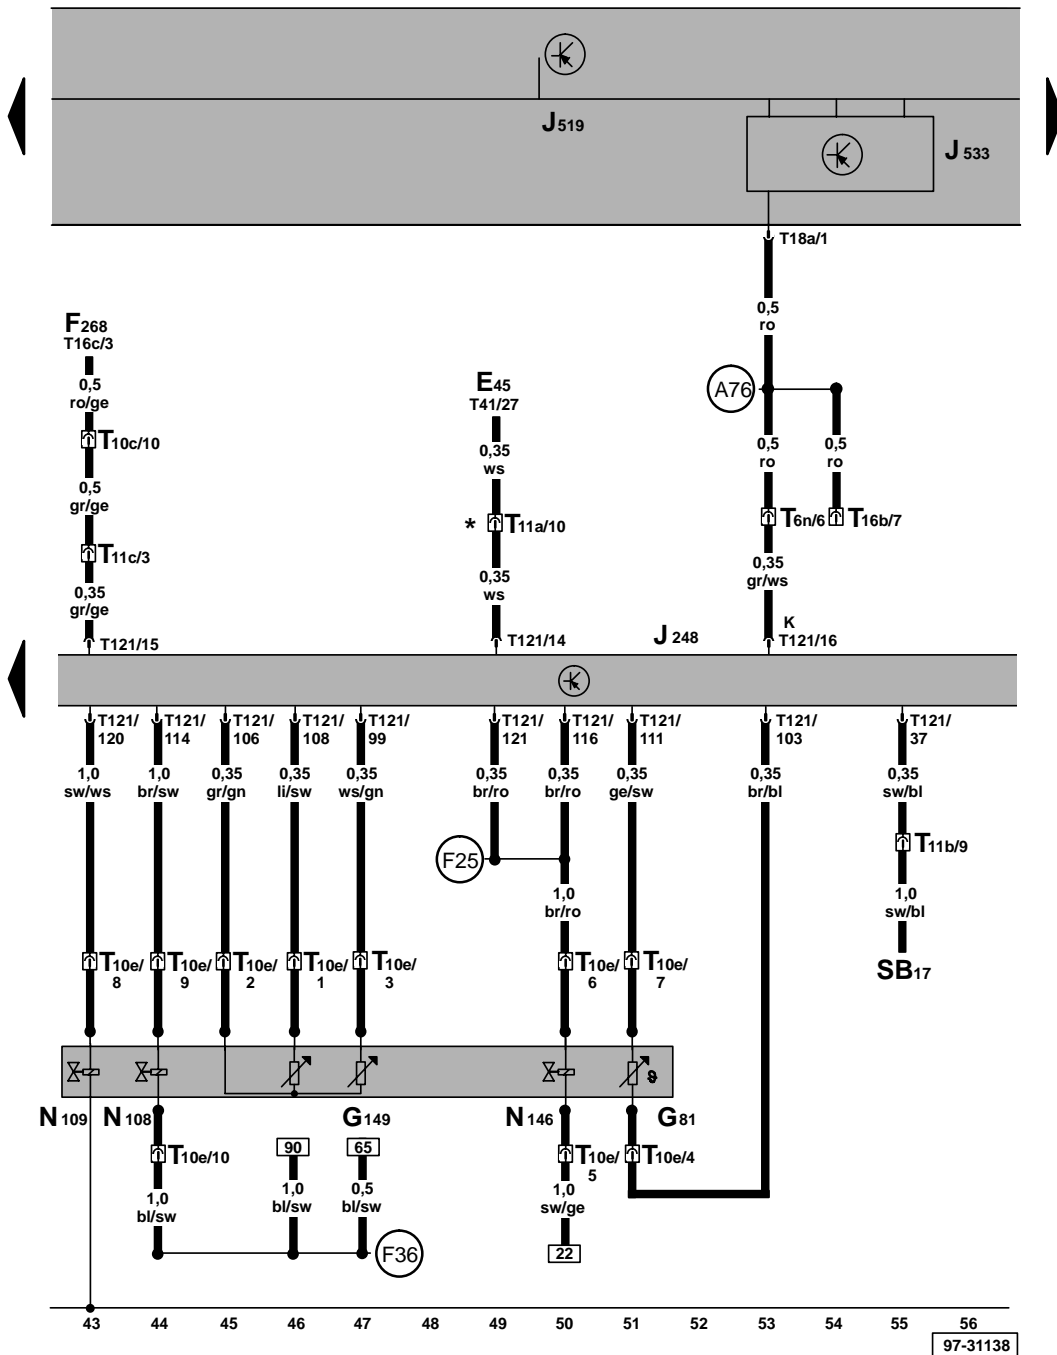 J519
J 533
T18a/1
0,5
ro
F268
T16c/3
0,5
ro/ge
E45
T41/27
A76
T10c/10
0,35
ws
0,5
ro
0,5
ro
0,5
gr/ge
* T11a/10
T6n/6
T16b/7
T11c/3
0,35
gr/ge
0,35
ws
0,35
gr/ws
T121/15
T121/14
J 248
K
T121/16
T121/
120
T121/
114
T121/
106
T121/
108
T121/
99
T121/
121
T121/
116
T121/
111
T121/
103
T121/
37
1,0
sw/ws
1,0
br/sw
0,35
gr/gn
0,35
li/sw
0,35
ws/gn
0,35
br/ro
0,35
br/ro
0,35
ge/sw
0,35
br/bl
0,35
sw/bl
F25
T11b/9
1,0
br/ro
1,0
sw/bl
T10e/
8
T10e/
9
T10e/
2
T10e/
1
T10e/
3
T10e/
6
T10e/
7
SB17
ϑ
N 109
N 108
G149
N 146
G81
T10e/10
90
65
T10e/
5
T10e/4
1,0
bl/sw
1,0
bl/sw
0,5
bl/sw
1,0
sw/ge
F36
22
43 44 45 46 47 48 49 50 51 52 53 54 55 56
97-31138